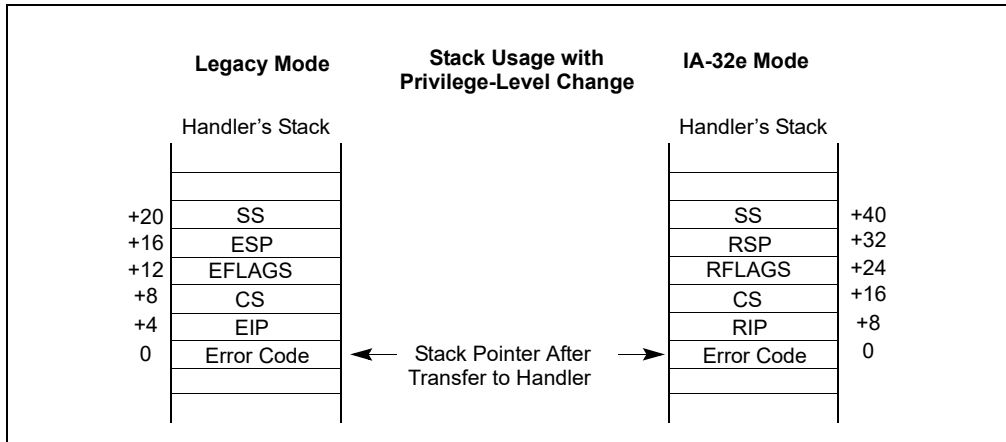 Legacy Mode
Stack Usage with
Privilege-Level Change
IA-32e Mode
Handler’s Stack
Handler’s Stack
+20 SS
+16 ESP
+12 EFLAGS
+8 CS
+4 EIP
0 Error Code
SS +40
RSP +32
RFLAGS +24
CS +16
RIP +8
Error Code 0
Stack Pointer After
Transfer to Handler